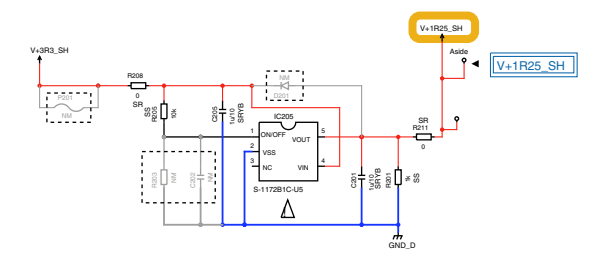 V+1R25_SH
V+3R3_SH
Aside
V+1R25_SH
R208
0
SR
P201
NM
NM
D201
SS
R205
10k
C205
1u/10
SRYB
IC205
1 ON/OFF
2 VSS
3 NC
VOUT 5
VIN 4
S-1172B1C-U5
SR
R211
0
R203
NM
C202
NM
C201
1u/10
SRYB
R201
1k
SS
GND_D